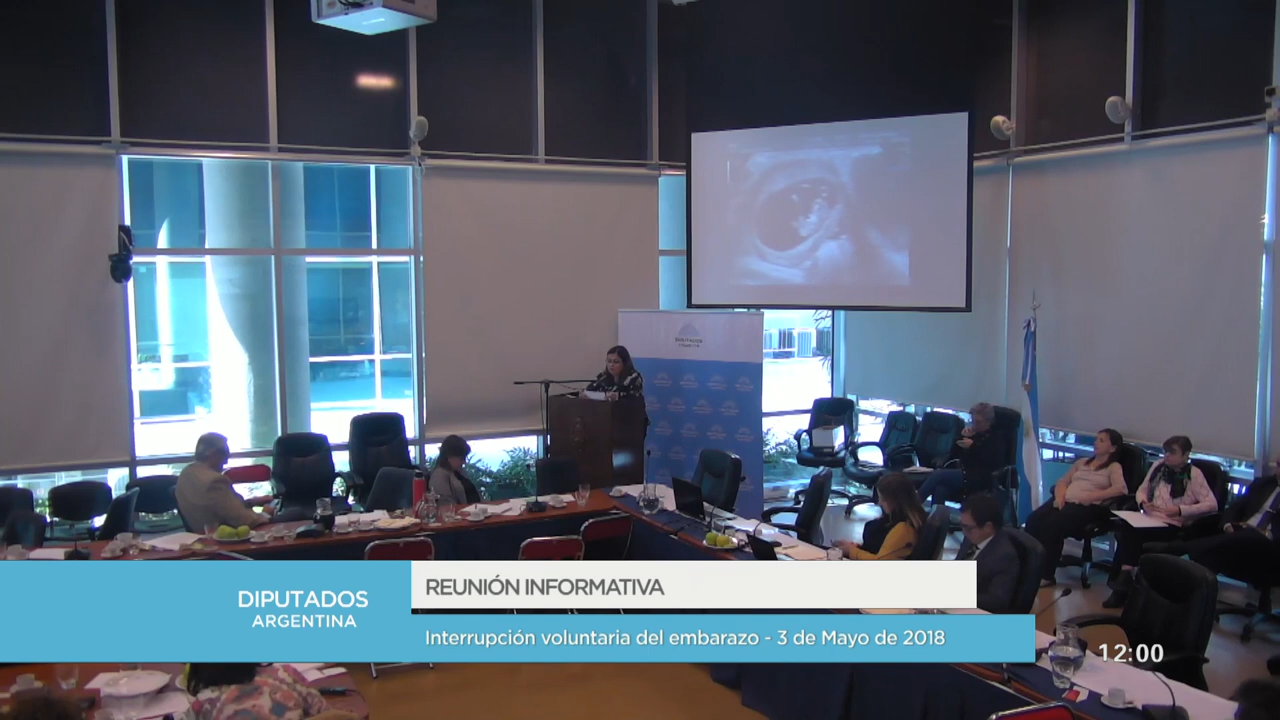 DIPUTADOS
ARGENTINA
REUNIÓN INFORMATIVA
Interrupción voluntaria del embarazo - 3 de Mayo de 2018
12:00